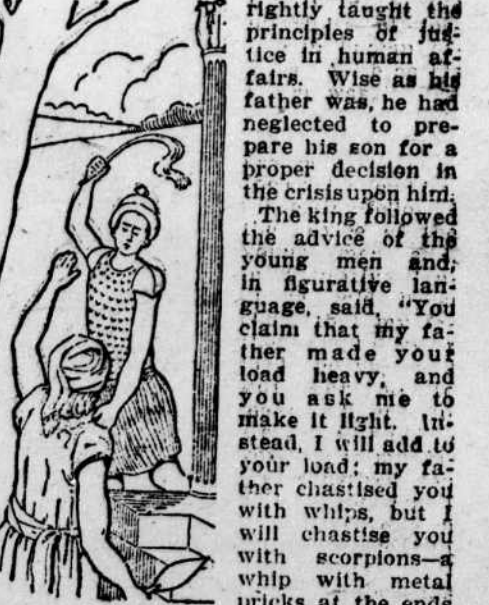 rightly taught the
principles of jus-
tice in human af-
fairs. Wise as his
father was, he had
neglected to pre-
pare his son for a
proper decision in
the crisis upon him.
The king followed
the advice of the
young men and,
in figurative lan-
guage, said, "You
claim that my fa-
ther made your
load heavy, and
you ask me to
make it light. In-
stead, I will add to
your load; my fa-
ther chastised you
with whips, but I
will chastise you
with scorpions—a
whip with metal
pricks at the ends